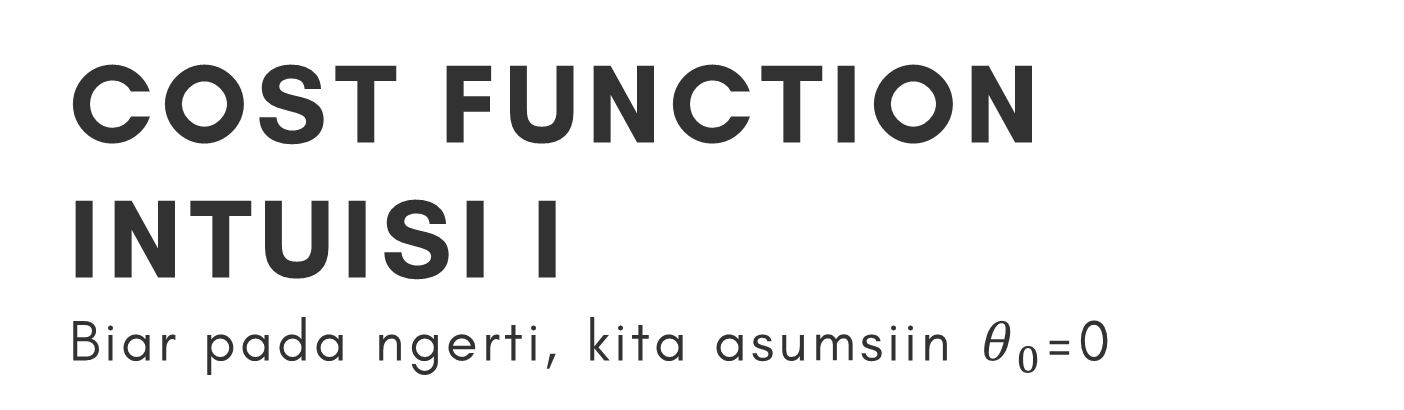 COST FUNCTION
INTUISI I
Biar pada ngerti, kita asumsiin θ₀=0